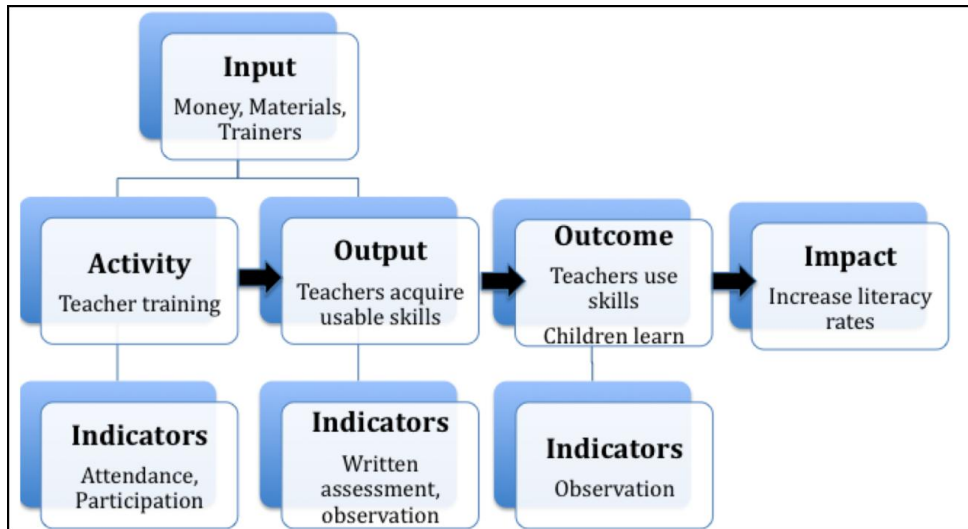 Input
Money, Materials,
Trainers
Activity
Teacher training
Output
Teachers acquire
usable skills
Outcome
Teachers use
skills
Children learn
Impact
Increase literacy
rates
Indicators
Attendance,
Participation
Indicators
Written
assessment,
observation
Indicators
Observation